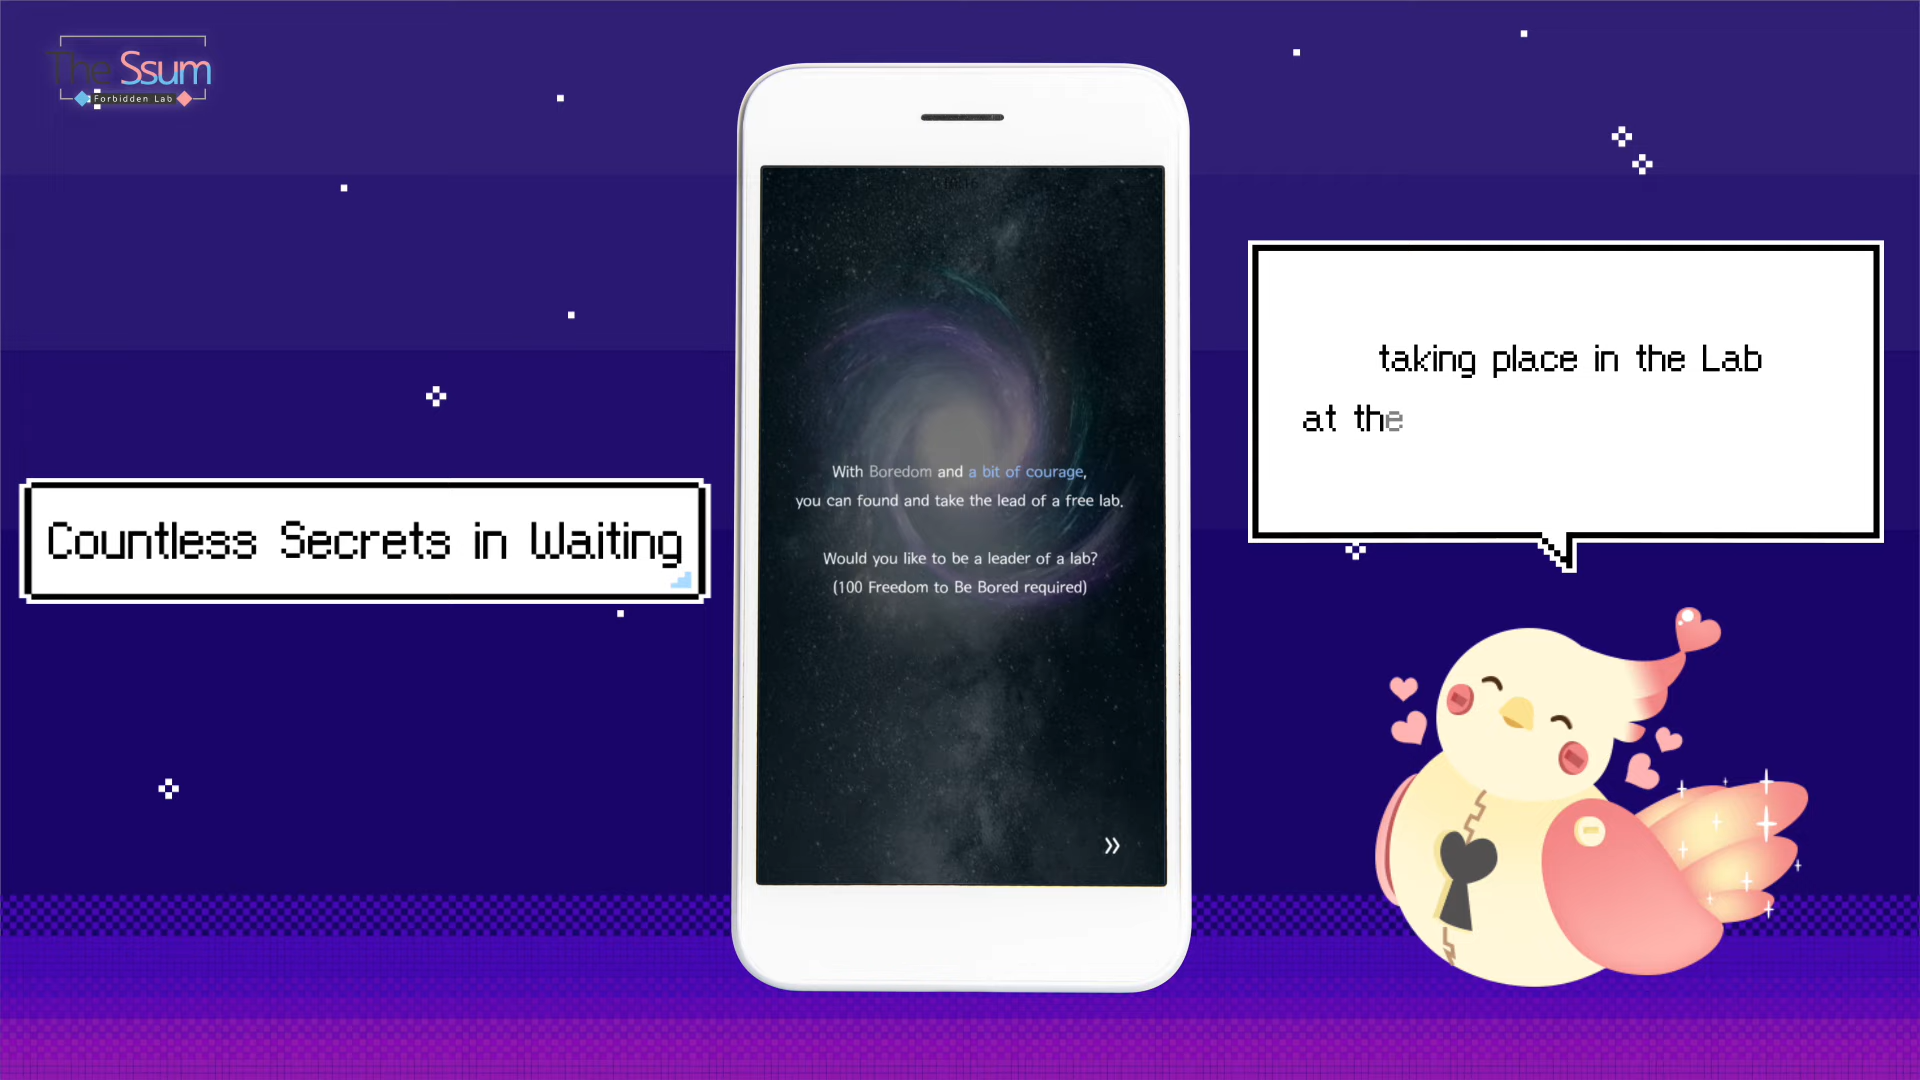 The Ssum
Forbidden Lab
Countless Secrets in Waiting
With Boredom and a bit of courage,
you can found and take the lead of a free lab.
Would you like to be a leader of a lab?
(100 Freedom to Be Bored required)
»
taking place in the Lab
at the